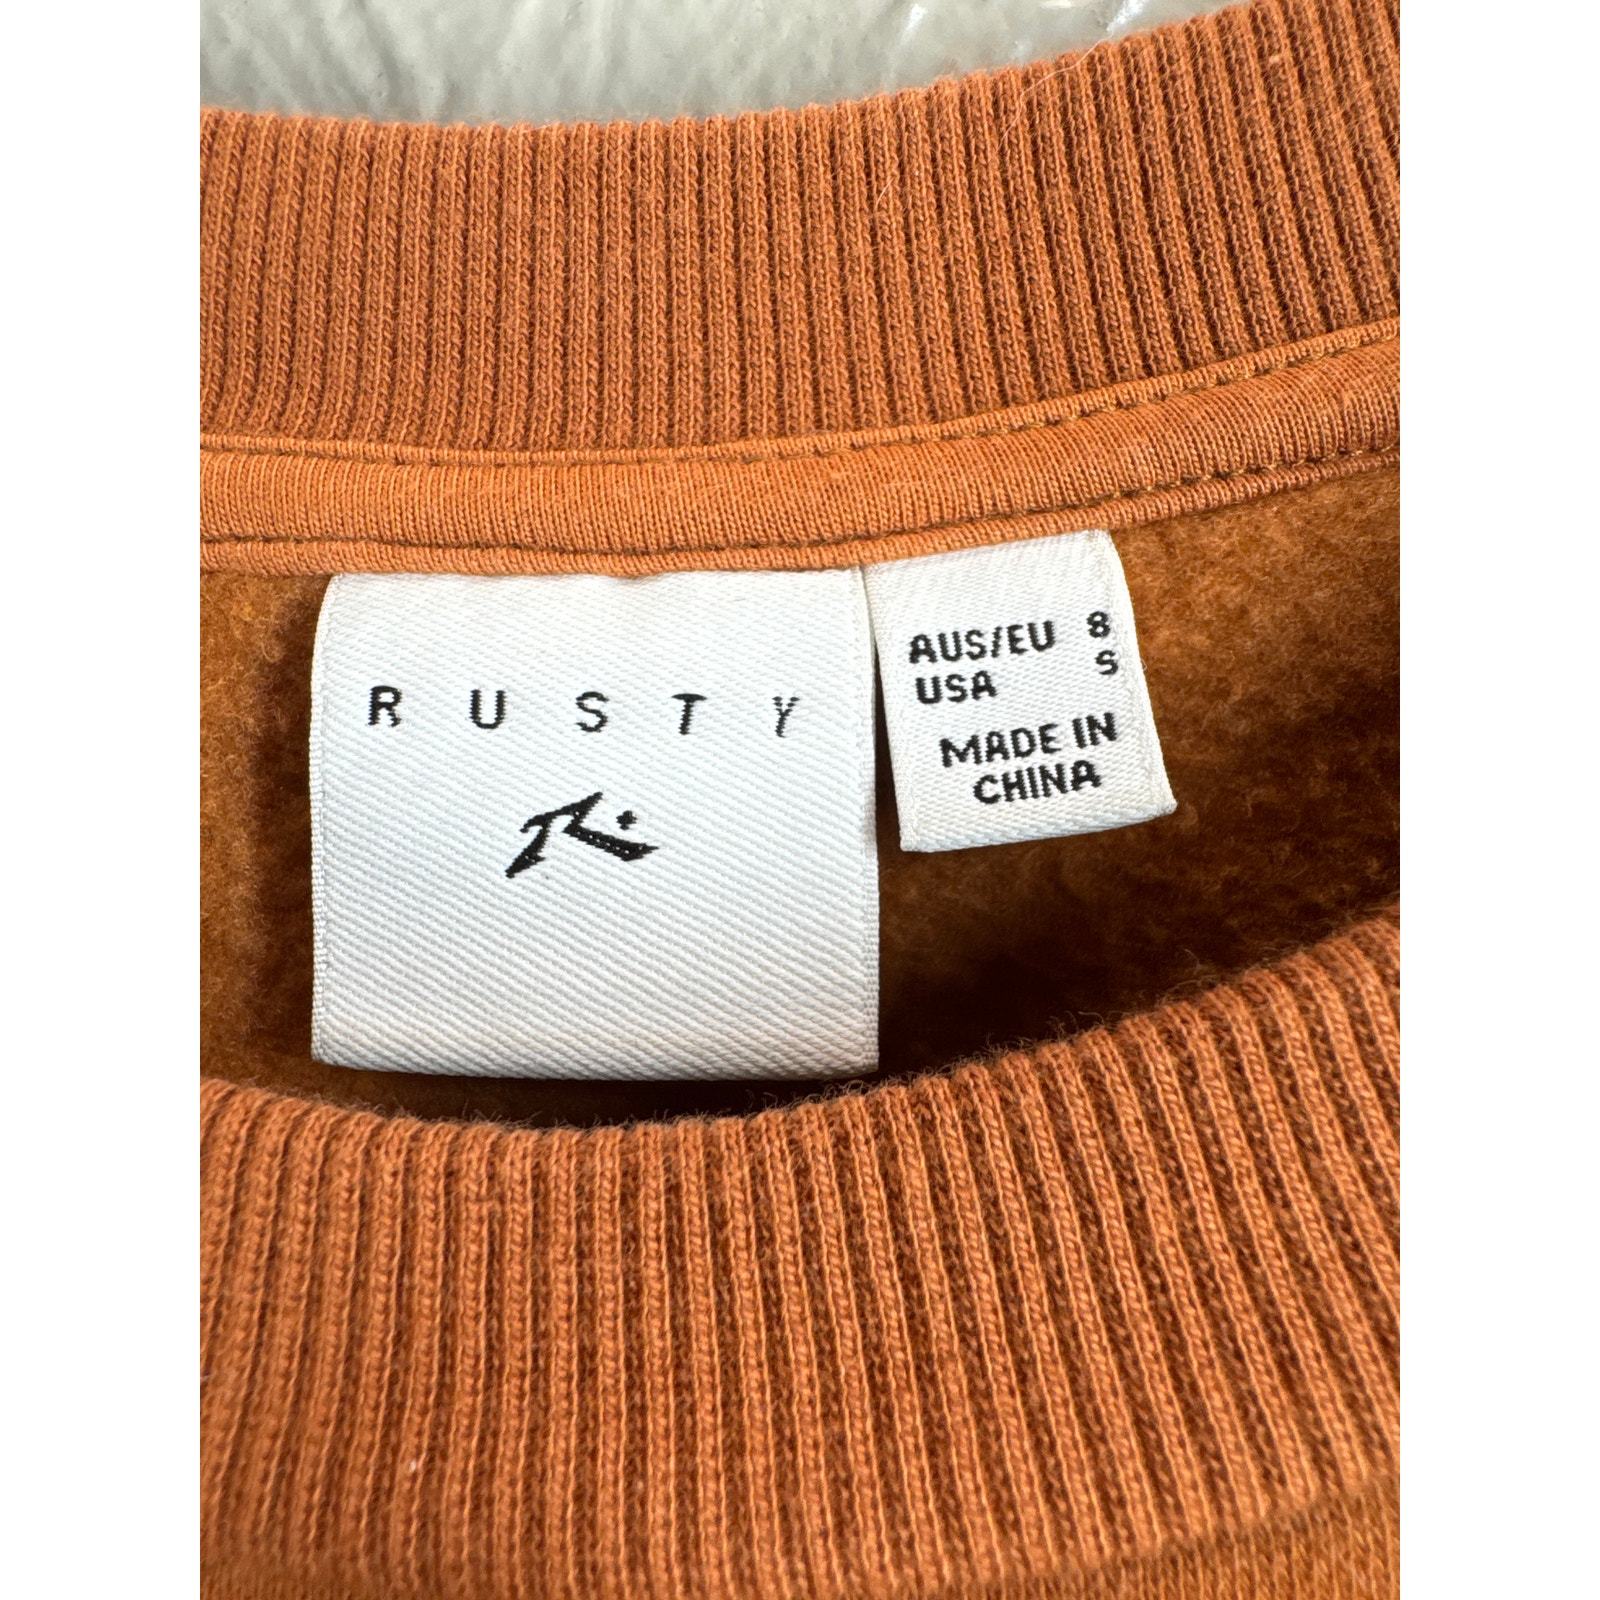 RUSTY
R.
AUS/EU 8
USA S
MADE IN
CHINA